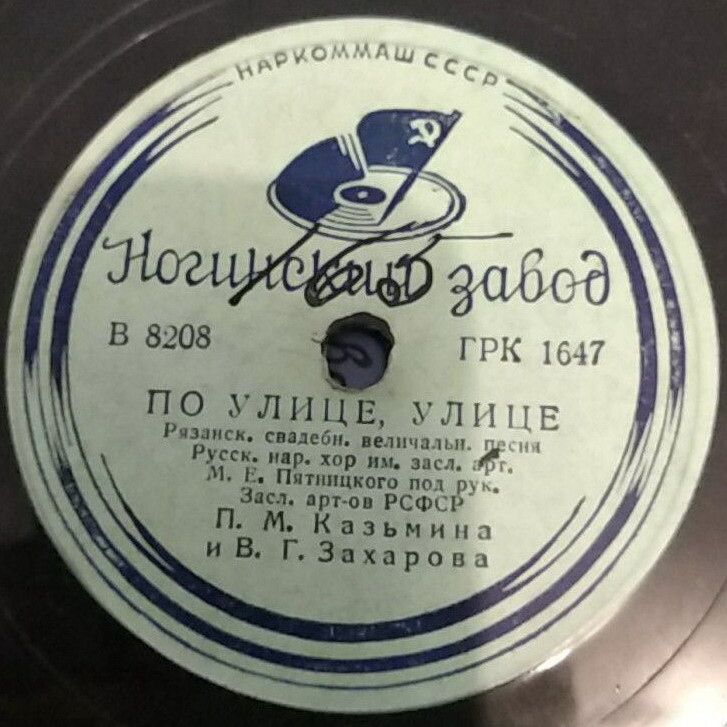 НАРКОММАШ СССР
Ногинский завод
В 8208
ГРК 1647
ПО УЛИЦЕ, УЛИЦЕ
Рязанск. свадебн. величальн. песня
Русск. нар. хор им. засл. арт.
М. Е. Пятницкого под рук.
Засл. арт-ов РСФСР
П. М. Казьмина
и В. Г. Захарова